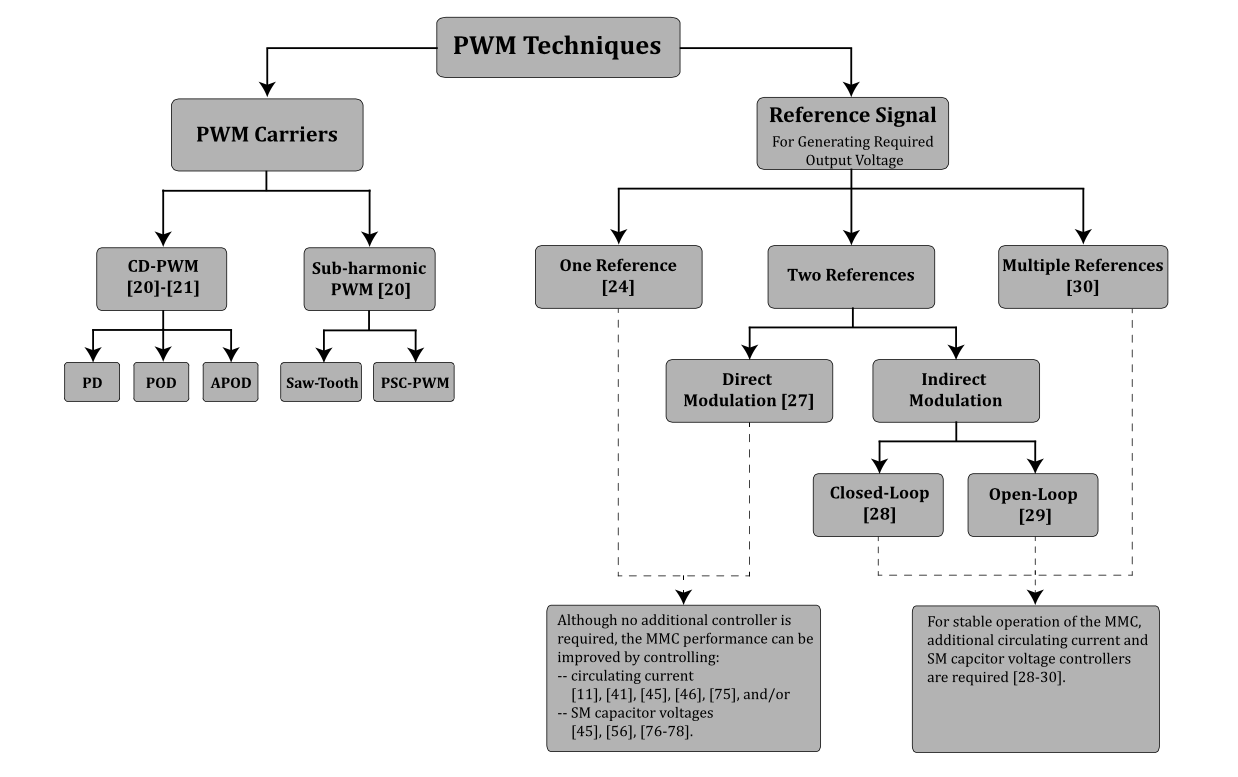 PWM Techniques
PWM Carriers
Reference Signal
For Generating Required
Output Voltage
CD-PWM
[20]-[21]
Sub-harmonic
PWM [20]
One Reference
[24]
Two References
Multiple References
[30]
PD
POD
APOD
Saw-Tooth
PSC-PWM
Direct
Modulation [27]
Indirect
Modulation
Closed-Loop
[28]
Open-Loop
[29]
Although no additional controller is
required, the MMC performance can be
improved by controlling:
-- circulating current
[11], [41], [45], [46], [75], and/or
-- SM capacitor voltages
[45], [56], [76-78].
For stable operation of the MMC,
additional circulating current and
SM capcitor voltage controllers
are required [28-30].